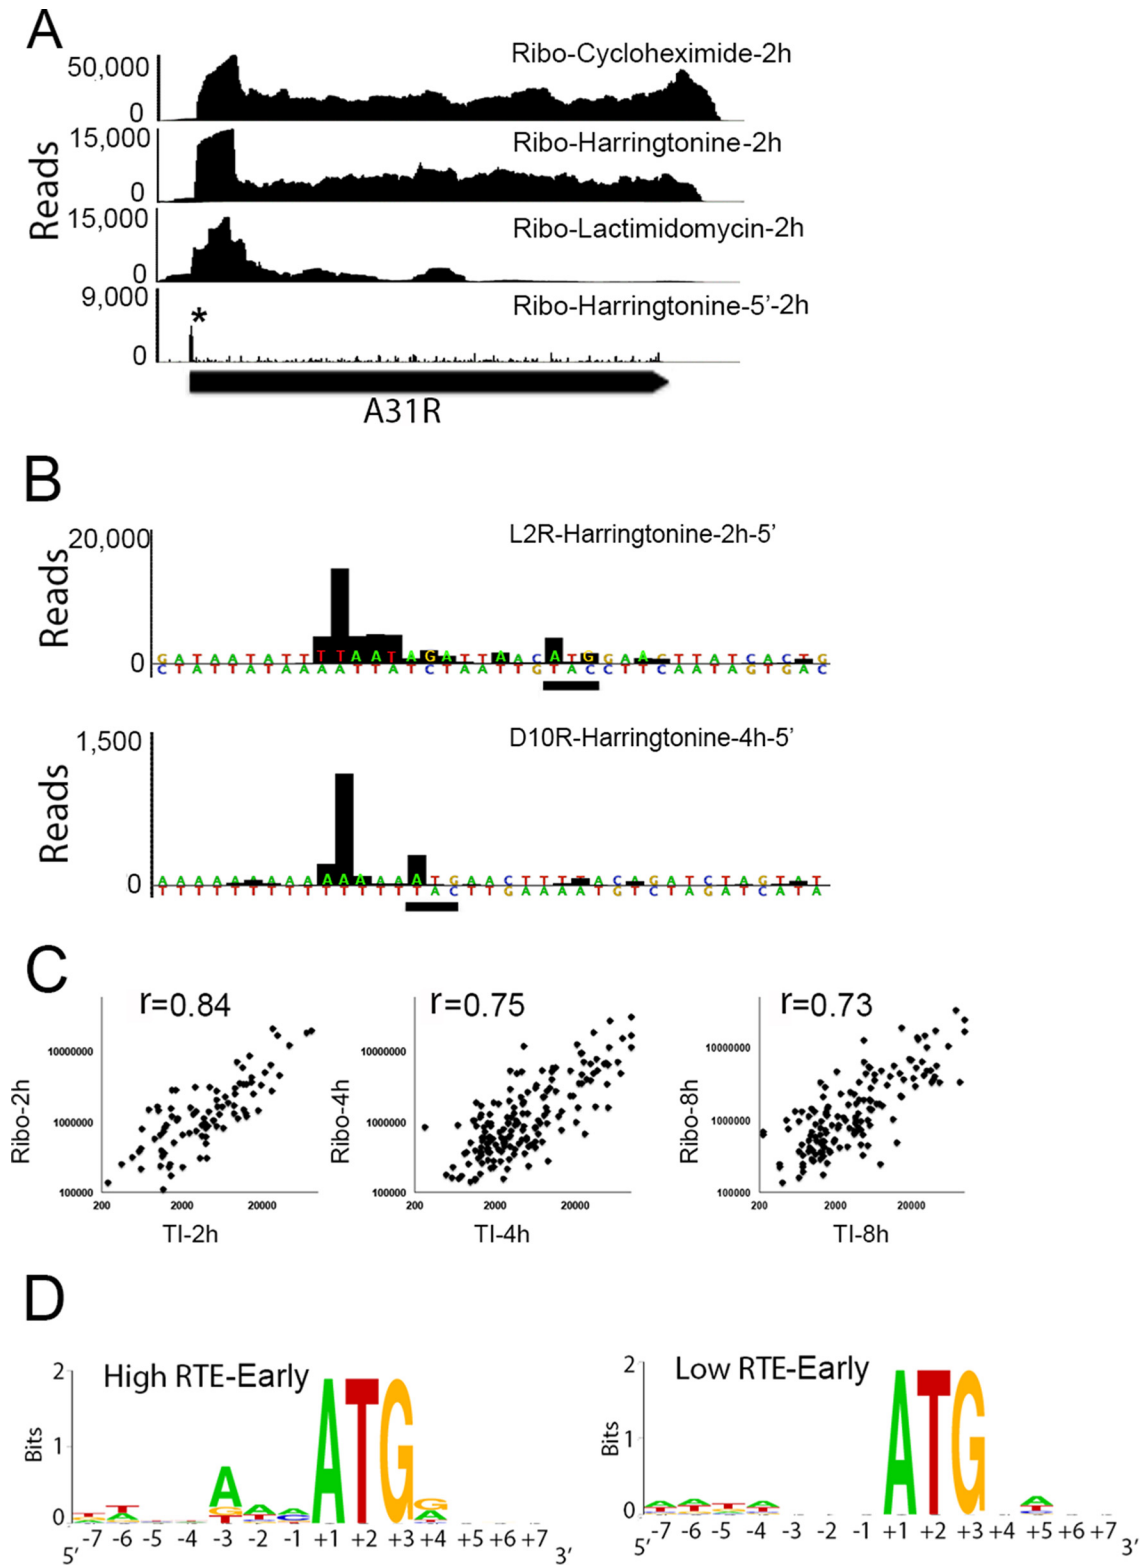 A
Ribo-Cycloheximide-2h
50,000
0
Ribo-Harringtonine-2h
15,000
0
Ribo-Lactimidomycin-2h
15,000
0
Ribo-Harringtonine-5'-2h
9,000
0
*
Reads
A31R
B
L2R-Harringtonine-2h-5'
20,000
0
Reads
GATAATATTTTAATAGATTAACATGGAAGTTATCACTG
CTATTATAAAATTATCTAATTGTACCTTCAATAGTGAC
D10R-Harringtonine-4h-5'
1,500
0
Reads
AAAAAAAAAAAAAAATGAACTTTTACAGATCTAGTAT
TTTTTTTTTTTTTTTACTTGAAAATGTCTAGATCATA
C
r=0.84
r=0.75
r=0.73
10000000
1000000
100000
Ribo-2h
200 2000 20000
TI-2h
10000000
1000000
100000
Ribo-4h
200 2000 20000
TI-4h
10000000
1000000
100000
Ribo-8h
200 2000 20000
TI-8h
D
High RTE-Early
2
1
0
Bits
ATG
-7 -6 -5 -4 -3 -2 -1 +1 +2 +3 +4 +5 +6 +7
5' 3'
Low RTE-Early
2
1
0
Bits
ATG
-7 -6 -5 -4 -3 -2 -1 +1 +2 +3 +4 +5 +6 +7
5' 3'